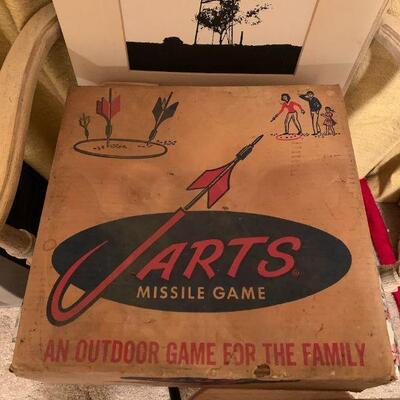 JARTS®
MISSILE GAME
AN OUTDOOR GAME FOR THE FAMILY